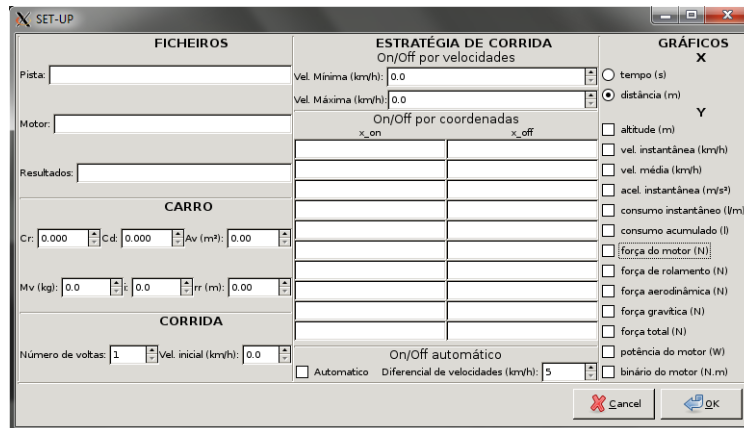 SET-UP
FICHEIROS
Pista:
Motor:
Resultados:
CARRO
Cr: 0.000 Cd: 0.000 Av (m²): 0.00
Mv (kg): 0.0 i: 0.0 rr (m): 0.00
CORRIDA
Número de voltas: 1 Vel. inicial (km/h): 0.0
ESTRATÉGIA DE CORRIDA
On/Off por velocidades
Vel. Mínima (km/h): 0.0
Vel. Máxima (km/h): 0.0
On/Off por coordenadas
x_on x_off
On/Off automático
Automatico Diferencial de velocidades (km/h): 5
GRÁFICOS
X
tempo (s)
distância (m)
Y
altitude (m)
vel. instantânea (km/h)
vel. média (km/h)
acel. instantânea (m/s²)
consumo instantâneo (l/m)
consumo acumulado (l)
força do motor (N)
força de rolamento (N)
força aerodinâmica (N)
força gravítica (N)
força total (N)
potência do motor (W)
binário do motor (N.m)
Cancel OK